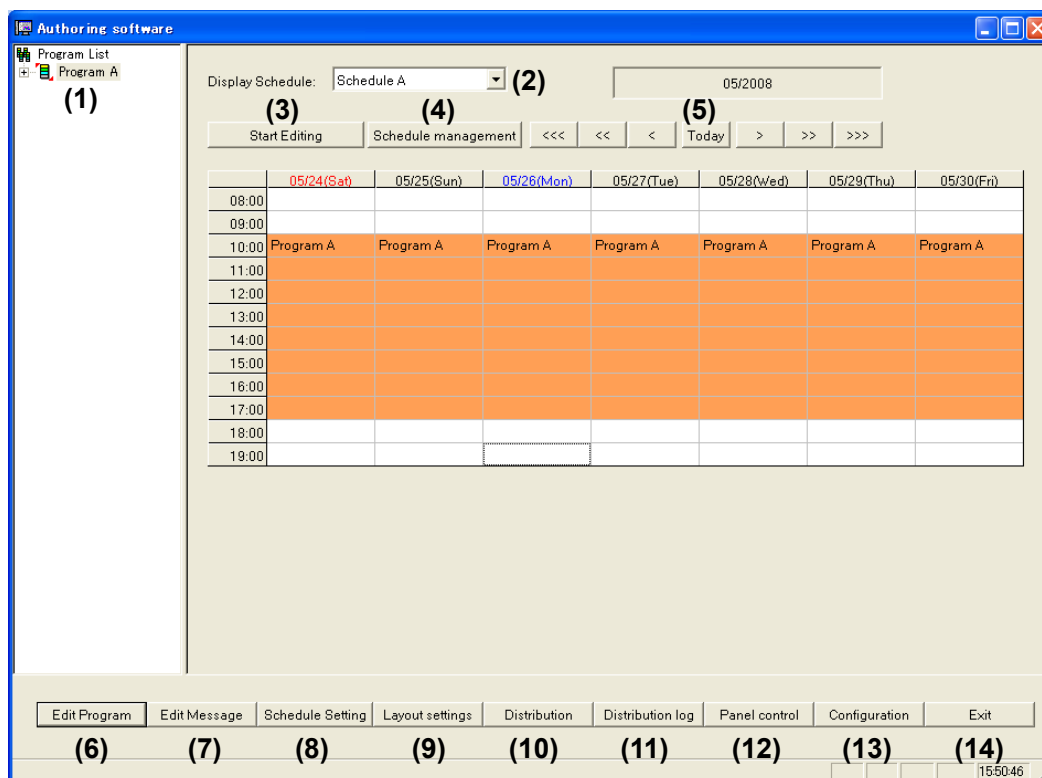 Authoring software
Program List
Program A
(1)
Display Schedule: Schedule A (2) 05/2008
(3) (4) (5)
Start Editing Schedule management <<< << < Today > >> >>>
05/24(Sat) 05/25(Sun) 05/26(Mon) 05/27(Tue) 05/28(Wed) 05/29(Thu) 05/30(Fri)
08:00
09:00
10:00 Program A Program A Program A Program A Program A Program A Program A
11:00
12:00
13:00
14:00
15:00
16:00
17:00
18:00
19:00
Edit Program Edit Message Schedule Setting Layout settings Distribution Distribution log Panel control Configuration Exit
(6) (7) (8) (9) (10) (11) (12) (13) (14)
15:50:46